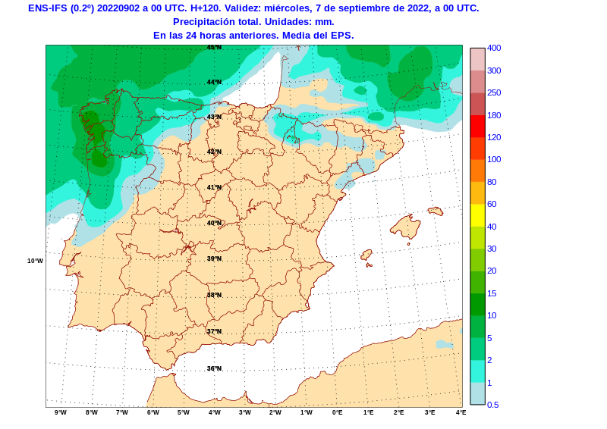 ENS-IFS (0.2º) 20220902 a 00 UTC. H+120. Validez: miércoles, 7 de septiembre de 2022, a 00 UTC.
Precipitación total. Unidades: mm.
En las 24 horas anteriores. Media del EPS.
45ºN
44ºN
43ºN
42ºN
41ºN
40ºN
39ºN
38ºN
37ºN
36ºN
10ºW
9ºW 8ºW 7ºW 6ºW 5ºW 4ºW 3ºW 2ºW 1ºW 0ºE 1ºE 2ºE 3ºE 4ºE
400
300
250
180
120
100
80
60
40
30
20
15
10
5
2
1
0.5